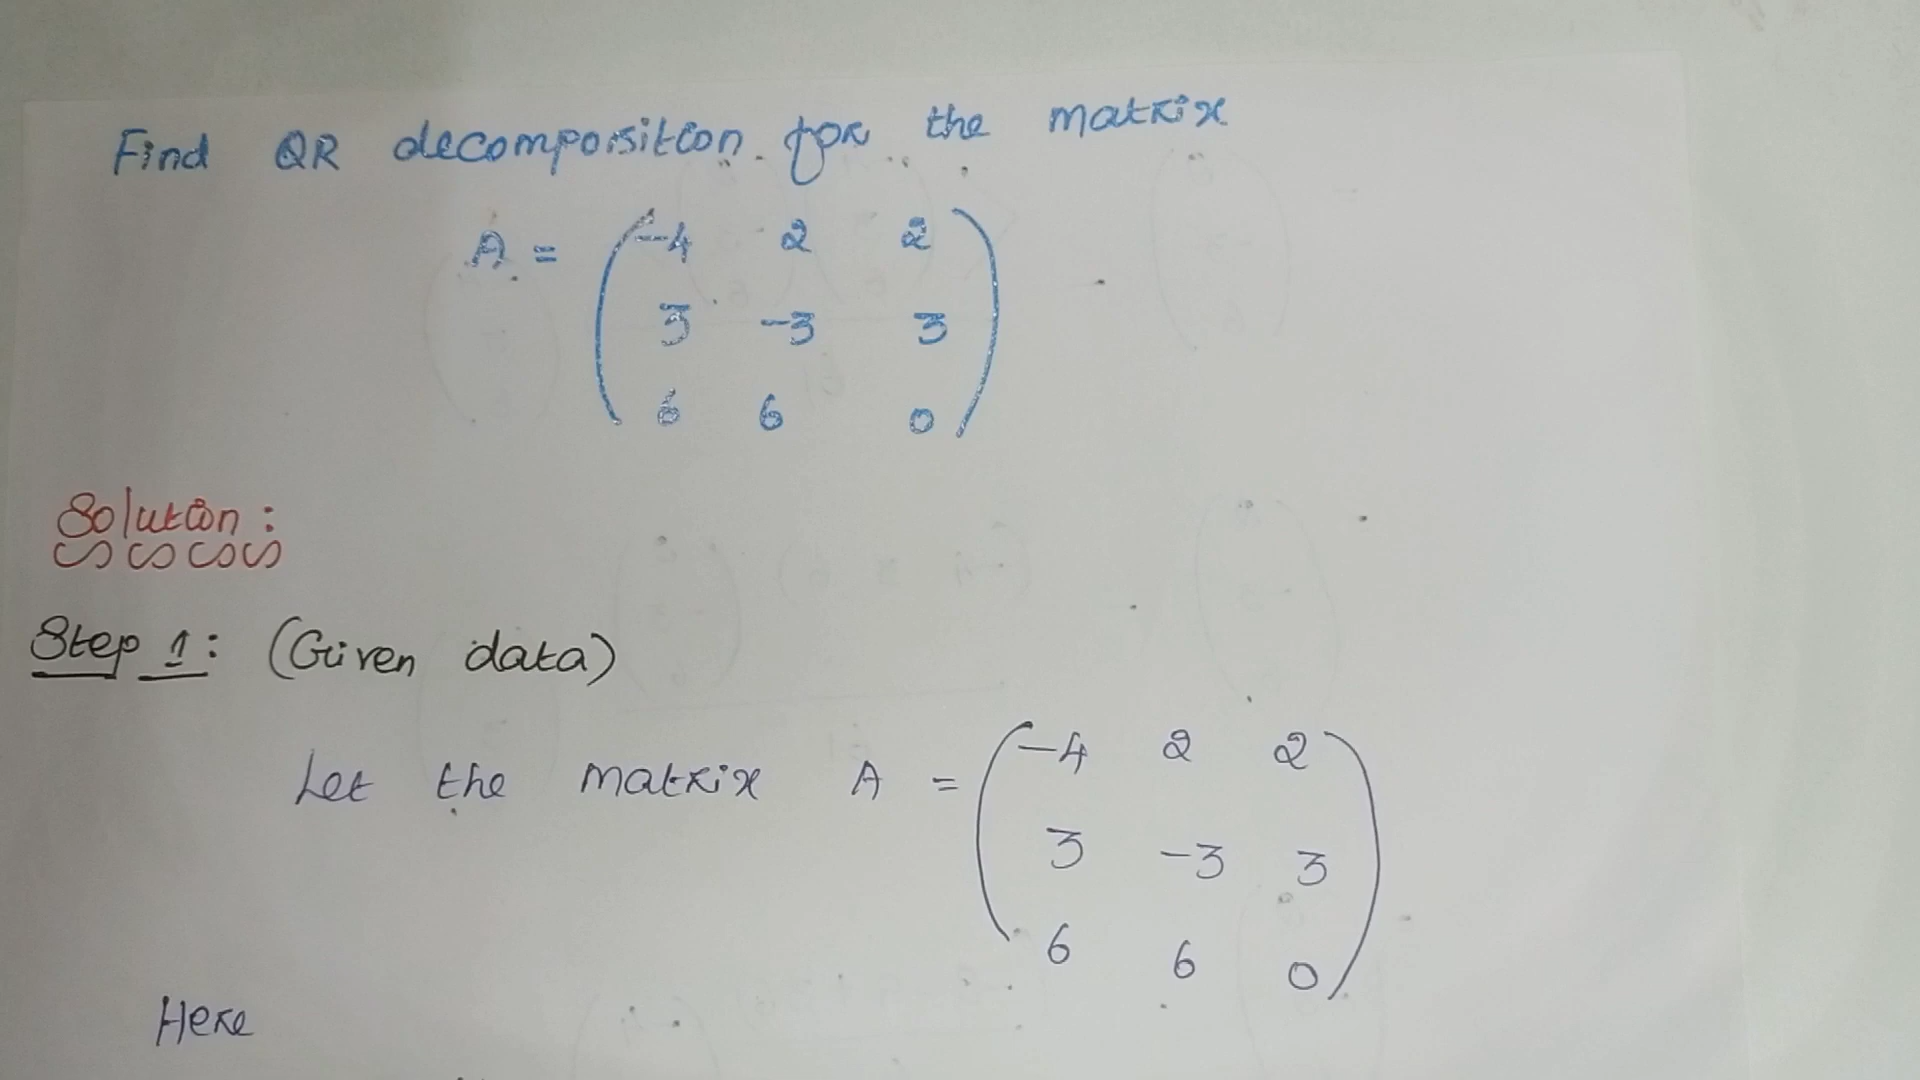 Find QR decomposition for the matrix
A = ( -4 2 2
3 -3 3
6 6 0 )
Solution:
Step 1: (Given data)
Let the matrix A = ( -4 2 2
3 -3 3
6 6 0 )
Here